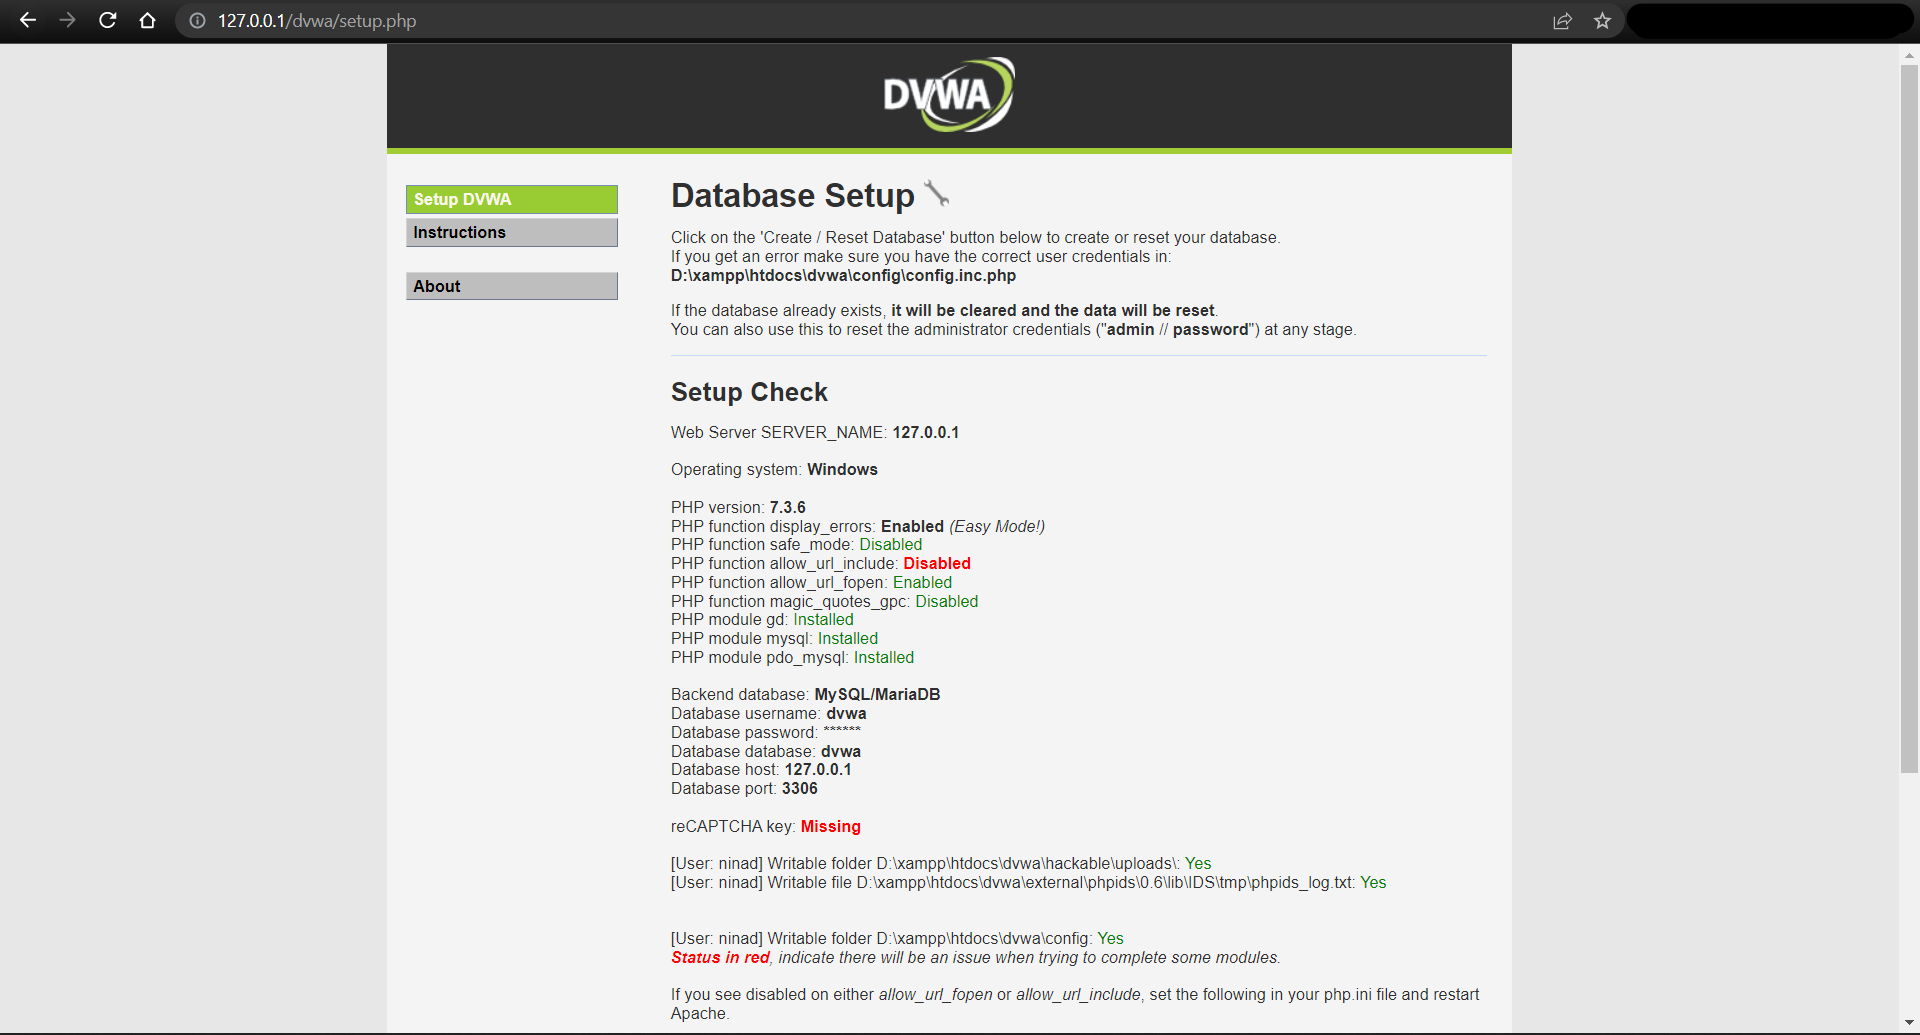 127.0.0.1/dvwa/setup.php
DVWA
Setup DVWA
Instructions
About
Database Setup
Click on the 'Create / Reset Database' button below to create or reset your database.
If you get an error make sure you have the correct user credentials in:
D:\xampp\htdocs\dvwa\config\config.inc.php
If the database already exists, it will be cleared and the data will be reset.
You can also use this to reset the administrator credentials ("admin // password") at any stage.
Setup Check
Web Server SERVER_NAME: 127.0.0.1
Operating system: Windows
PHP version: 7.3.6
PHP function display_errors: Enabled (Easy Mode!)
PHP function safe_mode: Disabled
PHP function allow_url_include: Disabled
PHP function allow_url_fopen: Enabled
PHP function magic_quotes_gpc: Disabled
PHP module gd: Installed
PHP module mysql: Installed
PHP module pdo_mysql: Installed
Backend database: MySQL/MariaDB
Database username: dvwa
Database password: ******
Database database: dvwa
Database host: 127.0.0.1
Database port: 3306
reCAPTCHA key: Missing
[User: ninad] Writable folder D:\xampp\htdocs\dvwa\hackable\uploads\: Yes
[User: ninad] Writable file D:\xampp\htdocs\dvwa\external\phpids\0.6\lib\IDS\tmp\phpids_log.txt: Yes
[User: ninad] Writable folder D:\xampp\htdocs\dvwa\config: Yes
Status in red, indicate there will be an issue when trying to complete some modules.
If you see disabled on either allow_url_fopen or allow_url_include, set the following in your php.ini file and restart
Apache.